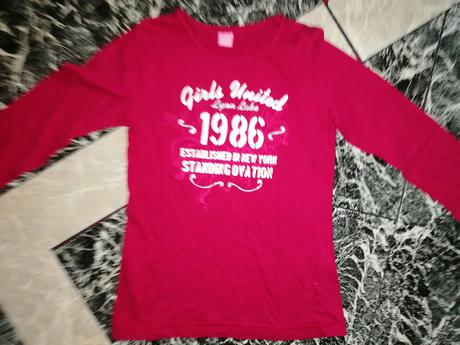 Girls United
1986
ESTABLISHED IN NEW YORK
STANDING OVATION